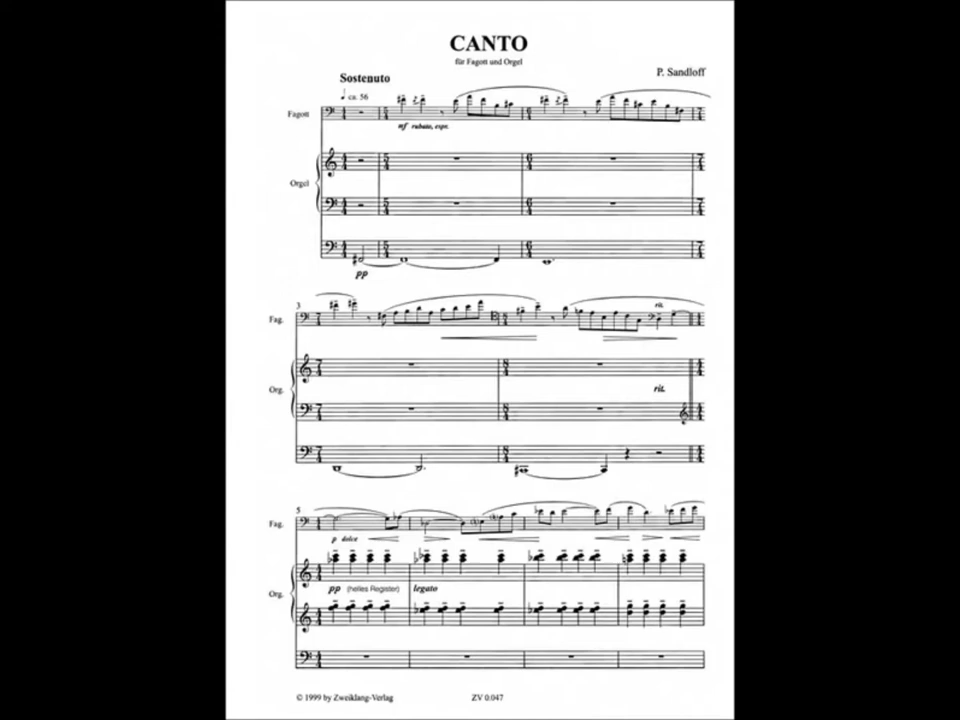 CANTO
für Fagott und Orgel
P. Sandloff
Sostenuto
ca. 56
Fagott
mf rubato, espr.
Orgel
pp
3
Fag.
rit.
Org.
rit.
5
Fag.
p dolce
pp (helles Register) legato
Org.
© 1999 by Zweiklang-Verlag
ZV 0.047